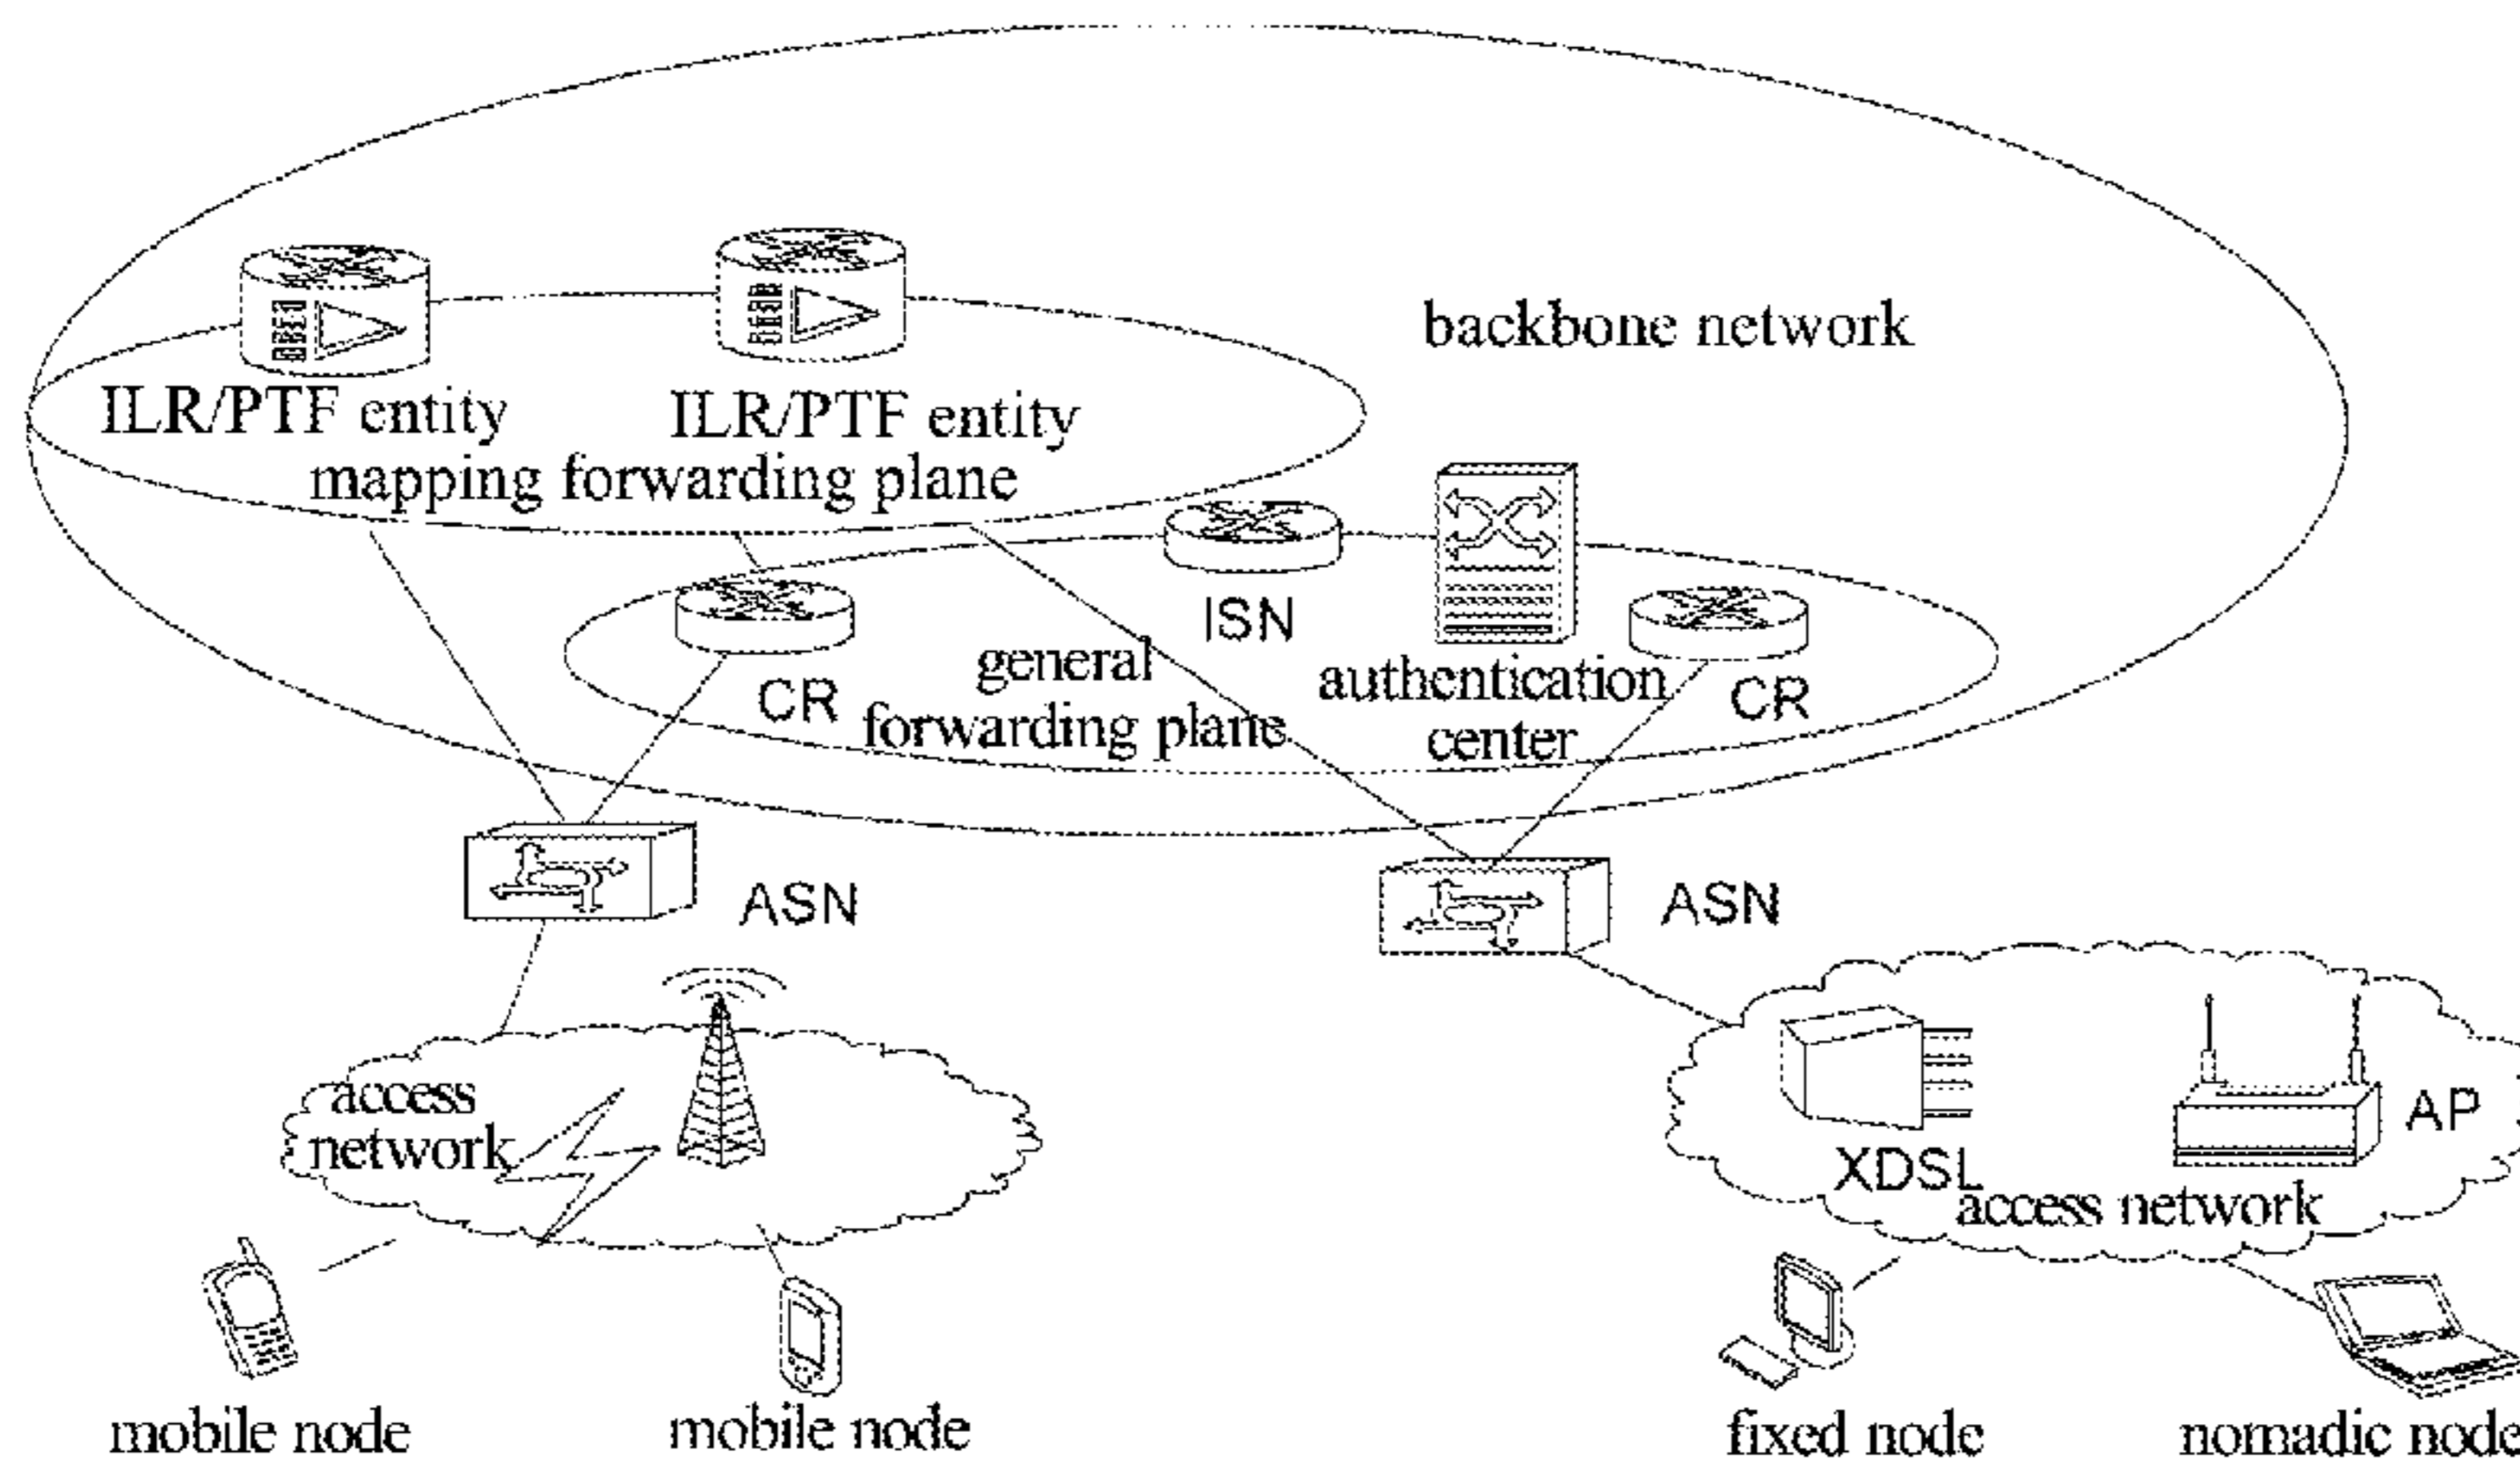 backbone network
ILR/PTF entity
ILR/PTF entity
mapping forwarding plane
ISN
general
forwarding plane
authentication
center
CR
CR
ASN
ASN
access
network
XDSL
AP
access network
mobile node
mobile node
fixed node
nomadic node